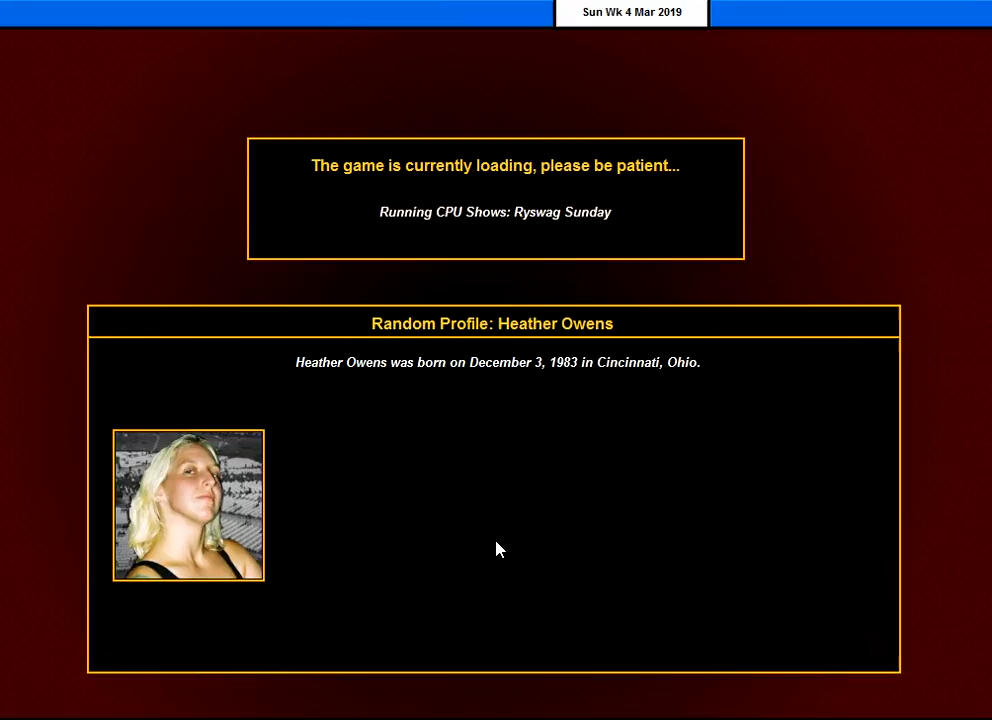 Sun Wk 4 Mar 2019
The game is currently loading, please be patient...
Running CPU Shows: Ryswag Sunday
Random Profile: Heather Owens
Heather Owens was born on December 3, 1983 in Cincinnati, Ohio.